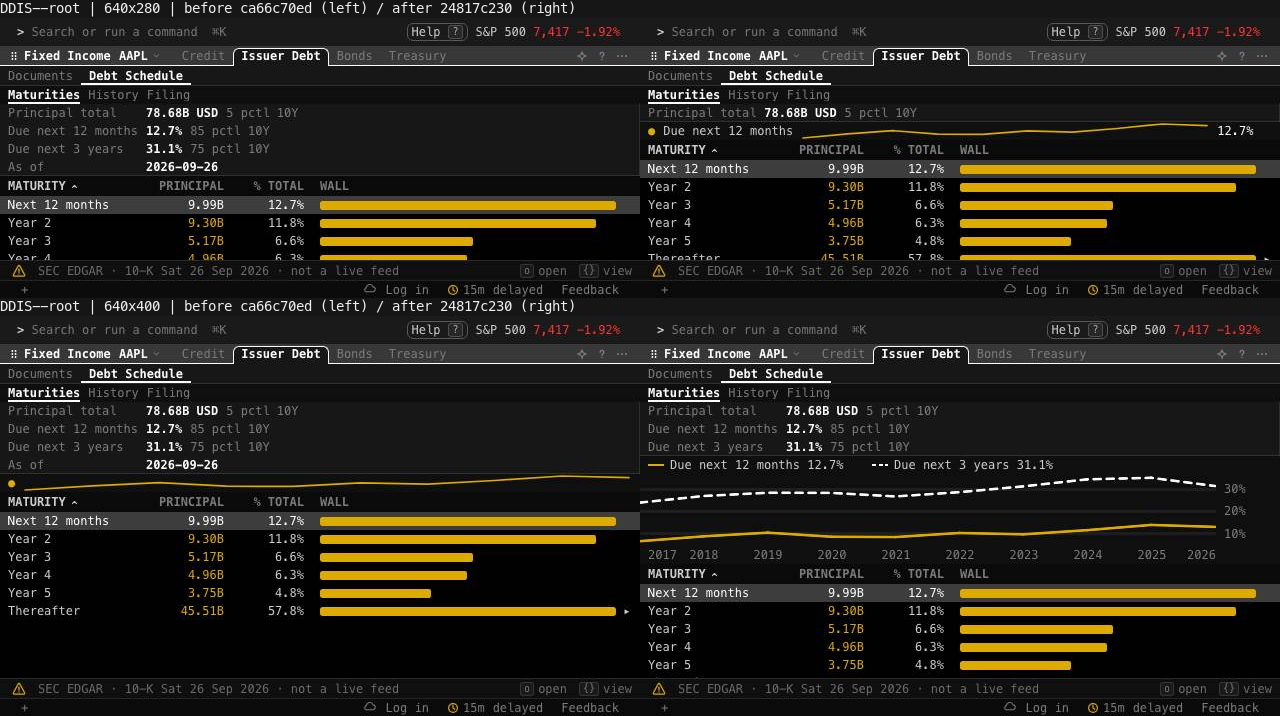 DDIS--root | 640x280 | before ca66c70ed (left) / after 24817c230 (right)
> Search or run a command ⌘K Help ? S&P 500 7,417 −1.92%
Fixed Income AAPL Credit Issuer Debt Bonds Treasury ?
Documents Debt Schedule
Maturities History Filing
Principal total 78.68B USD 5 pctl 10Y
Due next 12 months 12.7% 85 pctl 10Y
Due next 3 years 31.1% 75 pctl 10Y
As of 2026-09-26
MATURITY PRINCIPAL % TOTAL WALL
Next 12 months 9.99B 12.7%
Year 2 9.30B 11.8%
Year 3 5.17B 6.6%
Year 4 4.96B 6.3%
SEC EDGAR · 10-K Sat 26 Sep 2026 · not a live feed o open {} view
+ Log in 15m delayed Feedback
> Search or run a command ⌘K Help ? S&P 500 7,417 −1.92%
Fixed Income AAPL Credit Issuer Debt Bonds Treasury ?
Documents Debt Schedule
Maturities History Filing
Principal total 78.68B USD 5 pctl 10Y
Due next 12 months 12.7%
MATURITY PRINCIPAL % TOTAL WALL
Next 12 months 9.99B 12.7%
Year 2 9.30B 11.8%
Year 3 5.17B 6.6%
Year 4 4.96B 6.3%
Year 5 3.75B 4.8%
Thereafter 45.51B 57.8%
SEC EDGAR · 10-K Sat 26 Sep 2026 · not a live feed o open {} view
+ Log in 15m delayed Feedback
DDIS--root | 640x400 | before ca66c70ed (left) / after 24817c230 (right)
> Search or run a command ⌘K Help ? S&P 500 7,417 −1.92%
Fixed Income AAPL Credit Issuer Debt Bonds Treasury ?
Documents Debt Schedule
Maturities History Filing
Principal total 78.68B USD 5 pctl 10Y
Due next 12 months 12.7% 85 pctl 10Y
Due next 3 years 31.1% 75 pctl 10Y
As of 2026-09-26
MATURITY PRINCIPAL % TOTAL WALL
Next 12 months 9.99B 12.7%
Year 2 9.30B 11.8%
Year 3 5.17B 6.6%
Year 4 4.96B 6.3%
Year 5 3.75B 4.8%
Thereafter 45.51B 57.8%
SEC EDGAR · 10-K Sat 26 Sep 2026 · not a live feed o open {} view
+ Log in 15m delayed Feedback
> Search or run a command ⌘K Help ? S&P 500 7,417 −1.92%
Fixed Income AAPL Credit Issuer Debt Bonds Treasury ?
Documents Debt Schedule
Maturities History Filing
Principal total 78.68B USD 5 pctl 10Y
Due next 12 months 12.7% 85 pctl 10Y
Due next 3 years 31.1% 75 pctl 10Y
Due next 12 months 12.7% Due next 3 years 31.1%
30%
20%
10%
2017 2018 2019 2020 2021 2022 2023 2024 2025 2026
MATURITY PRINCIPAL % TOTAL WALL
Next 12 months 9.99B 12.7%
Year 2 9.30B 11.8%
Year 3 5.17B 6.6%
Year 4 4.96B 6.3%
Year 5 3.75B 4.8%
SEC EDGAR · 10-K Sat 26 Sep 2026 · not a live feed o open {} view
+ Log in 15m delayed Feedback